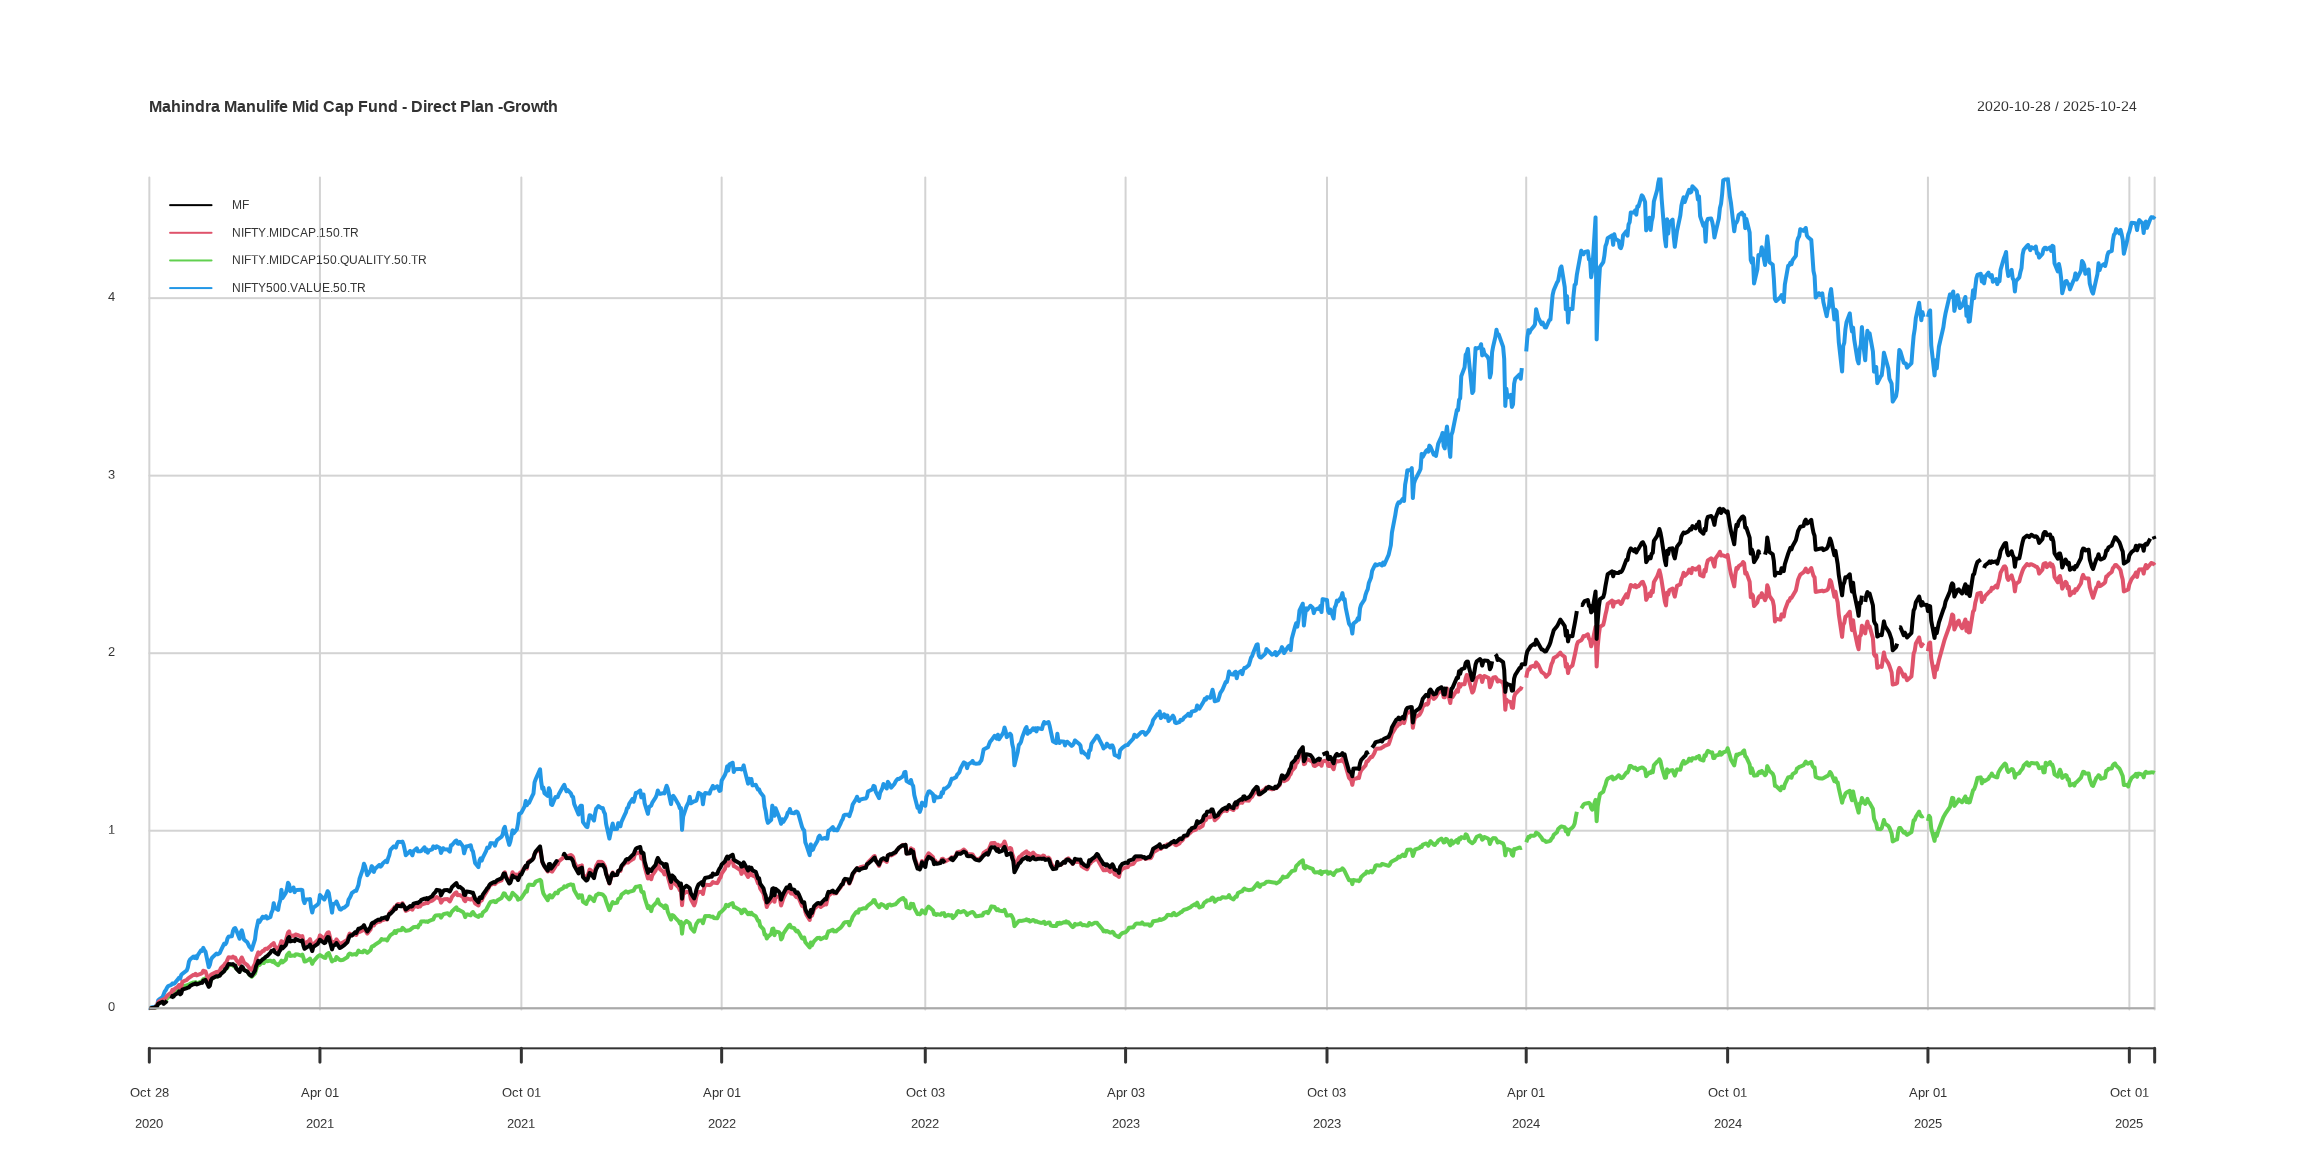 Mahindra Manulife Mid Cap Fund - Direct Plan -Growth
2020-10-28 / 2025-10-24
MF
NIFTY.MIDCAP.150.TR
NIFTY.MIDCAP150.QUALITY.50.TR
NIFTY500.VALUE.50.TR
4
3
2
1
0
Oct 28 Apr 01 Oct 01 Apr 01 Oct 03 Apr 03 Oct 03 Apr 01 Oct 01 Apr 01 Oct 01
2020 2021 2021 2022 2022 2023 2023 2024 2024 2025 2025